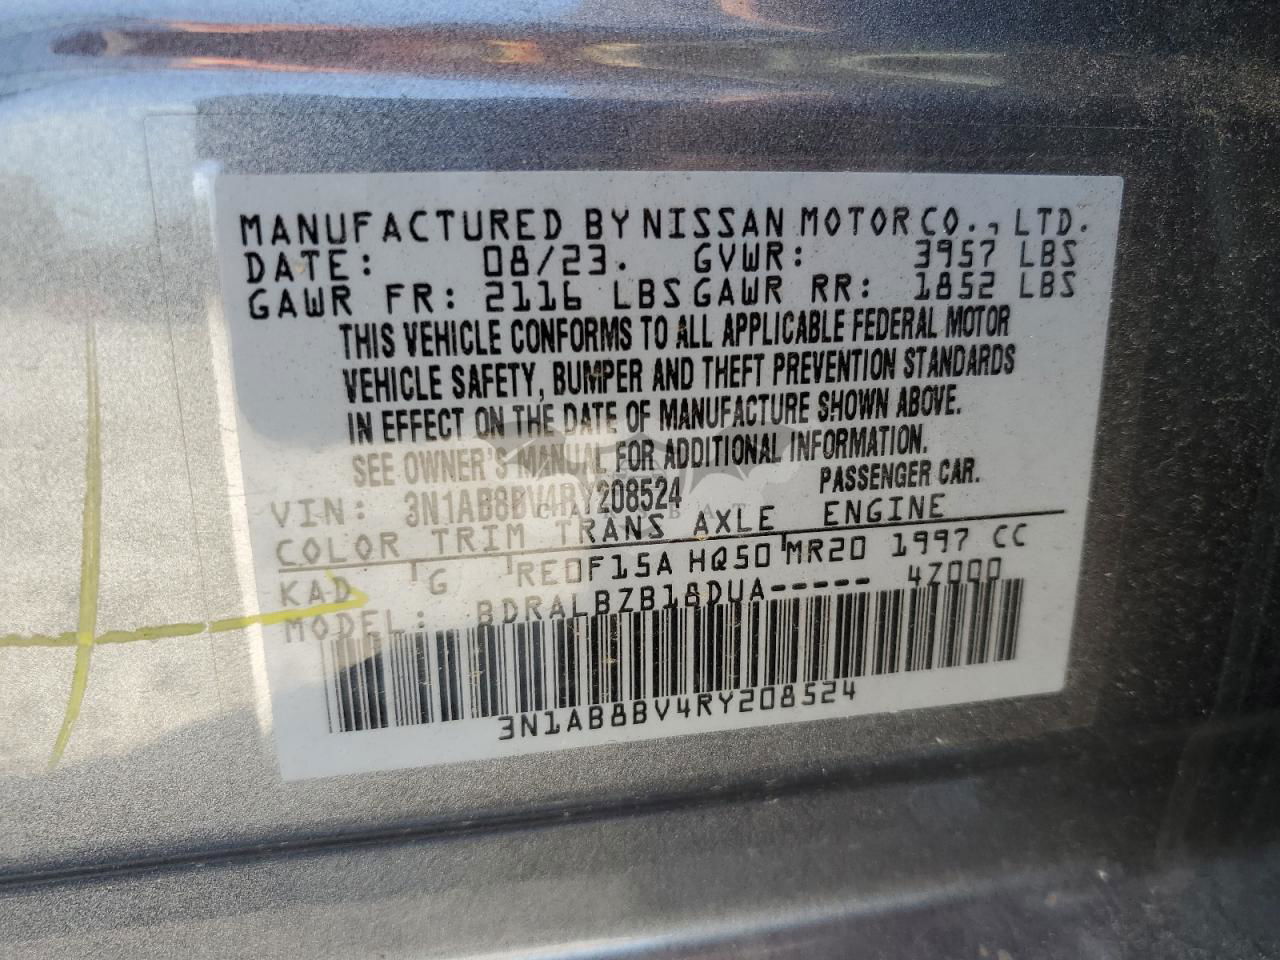 MANUFACTURED BY NISSAN MOTOR CO., LTD.
DATE: 08/23. GVWR: 3957 LBS
GAWR FR: 2116 LBS GAWR RR: 1852 LBS
THIS VEHICLE CONFORMS TO ALL APPLICABLE FEDERAL MOTOR
VEHICLE SAFETY, BUMPER AND THEFT PREVENTION STANDARDS
IN EFFECT ON THE DATE OF MANUFACTURE SHOWN ABOVE.
SEE OWNER'S MANUAL FOR ADDITIONAL INFORMATION.
VIN: 3N1AB8BV4RY208524 PASSENGER CAR.
COLOR TRIM TRANS AXLE ENGINE
KAD G RE0F15A HQ50 MR20 1997 CC
MODEL: BDRALBZB18DUA----- 4Z000
3N1AB8BV4RY208524